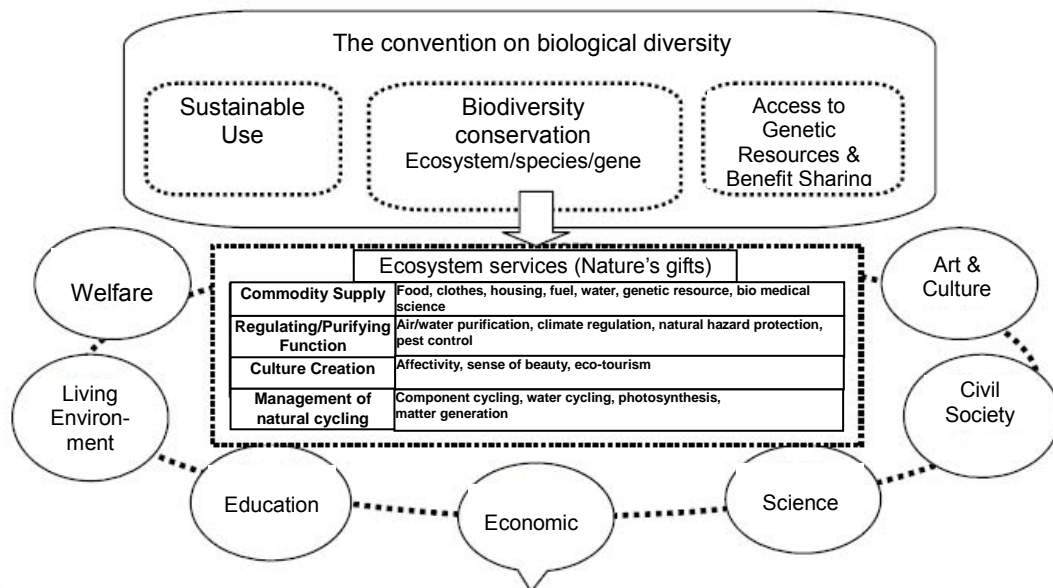 The convention on biological diversity
Sustainable
Use
Biodiversity
conservation
Ecosystem/species/gene
Access to
Genetic
Resources &
Benefit Sharing
Ecosystem services (Nature's gifts)
Commodity Supply
Food, clothes, housing, fuel, water, genetic resource, bio medical
science
Regulating/Purifying
Function
Air/water purification, climate regulation, natural hazard protection,
pest control
Culture Creation
Affectivity, sense of beauty, eco-tourism
Management of
natural cycling
Component cycling, water cycling, photosynthesis,
matter generation
Welfare
Living
Environ-
ment
Education
Economic
Science
Civil
Society
Art &
Culture